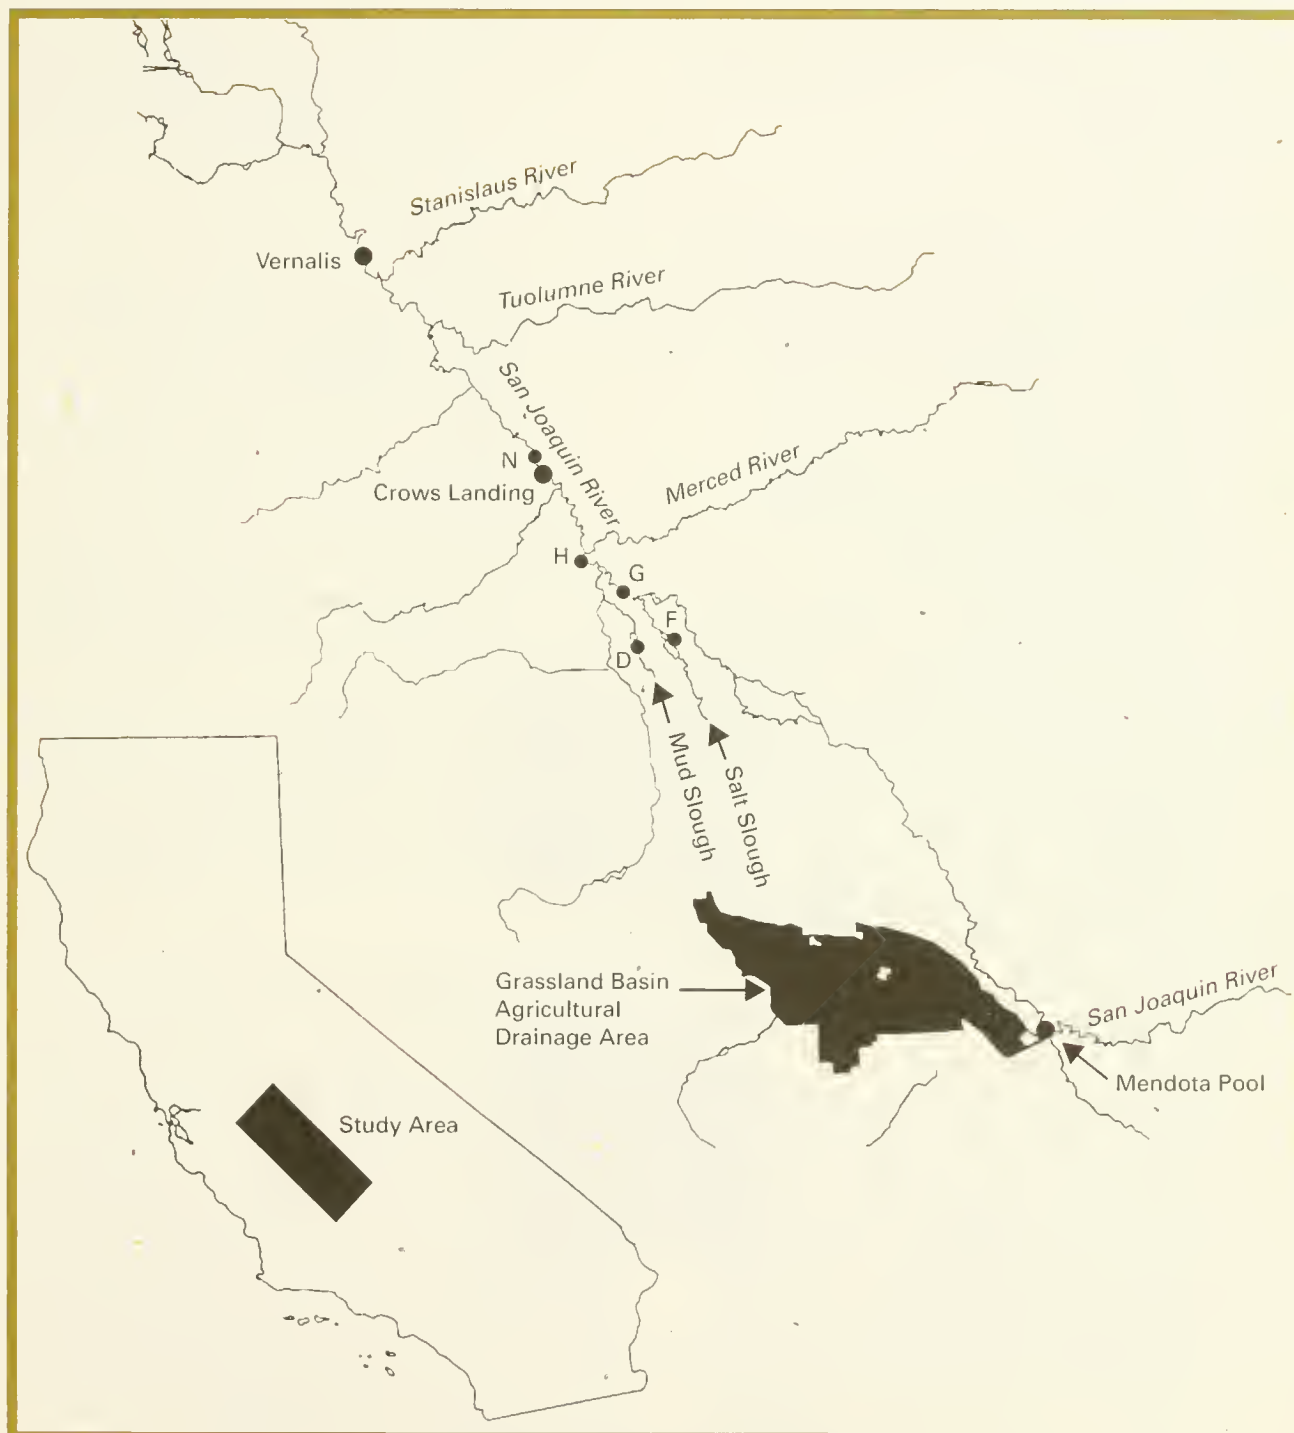 Stanislaus River
Vernalis
Tuolumne River
San Joaquin River
N
Crows Landing
Merced River
H
G
F
D
Mud Slough
Salt Slough
Grassland Basin
Agricultural
Drainage Area
San Joaquin River
Mendota Pool
Study Area